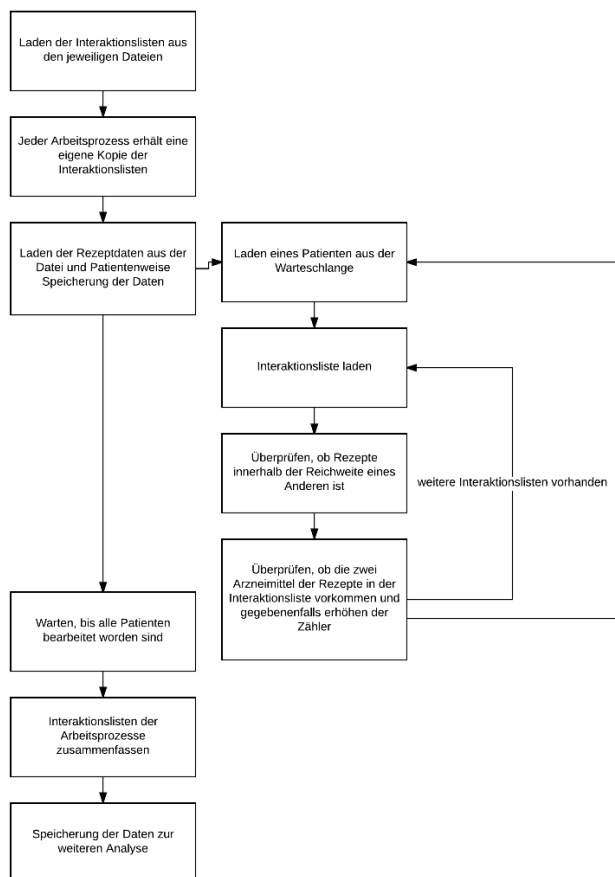 Laden der Interaktionslisten aus
den jeweiligen Dateien
Jeder Arbeitsprozess erhält eine
eigene Kopie der
Interaktionslisten
Laden der Rezeptdaten aus der
Datei und Patientenweise
Speicherung der Daten
Laden eines Patienten aus der
Warteschlange
Interaktionsliste laden
Überprüfen, ob Rezepte
innerhalb der Reichweite eines
Anderen ist
weitere Interaktionslisten vorhanden
Überprüfen, ob die zwei
Arzneimittel der Rezepte in der
Interaktionsliste vorkommen und
gegebenenfalls erhöhen der
Zähler
Warten, bis alle Patienten
bearbeitet worden sind
Interaktionslisten der
Arbeitsprozesse
zusammenfassen
Speicherung der Daten zur
weiteren Analyse